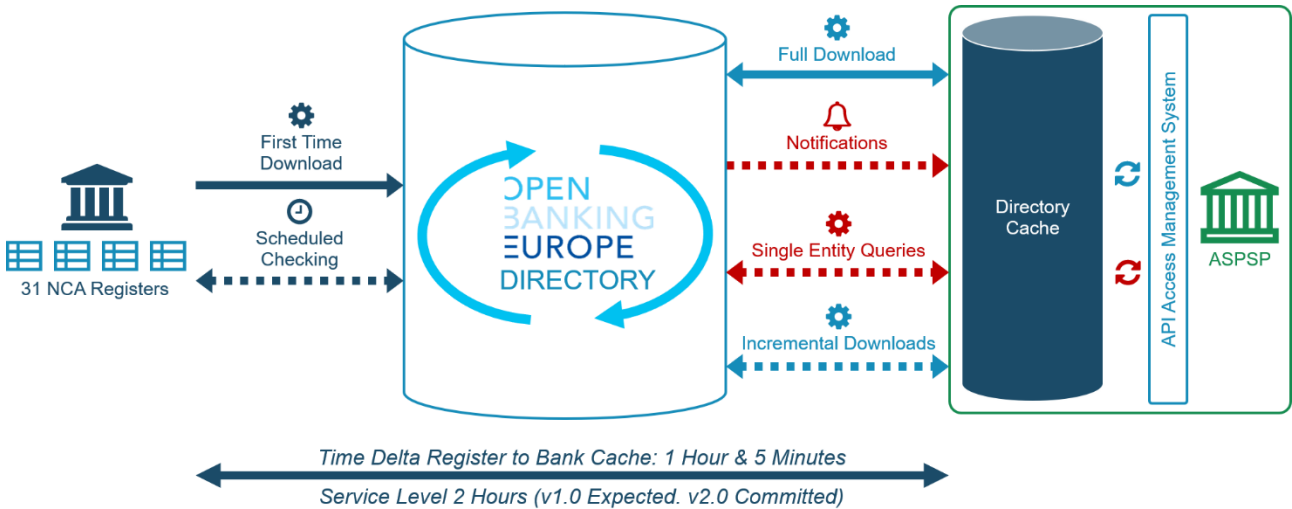 Full Download
First Time
Download
Notifications
OPEN
BANKING
EUROPE
DIRECTORY
Scheduled
Checking
Single Entity Queries
31 NCA Registers
Incremental Downloads
Directory
Cache
API Access Management System
ASPSP
Time Delta Register to Bank Cache: 1 Hour & 5 Minutes
Service Level 2 Hours (v1.0 Expected. v2.0 Committed)